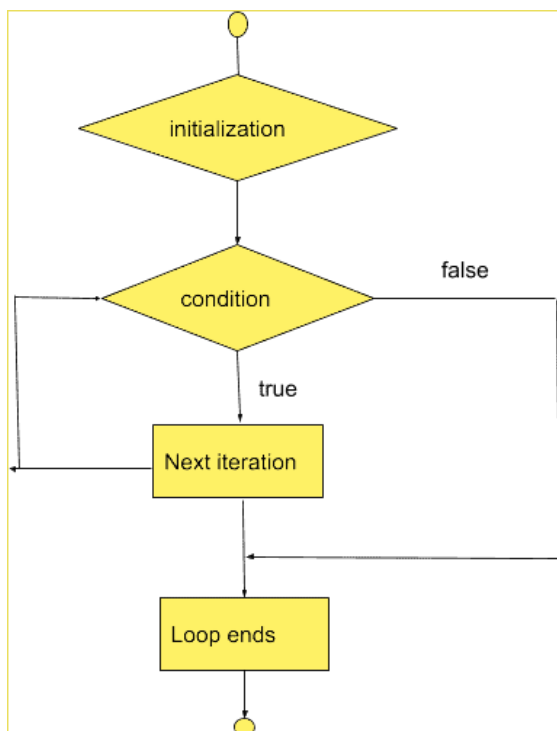 initialization
condition
false
true
Next iteration
Loop ends